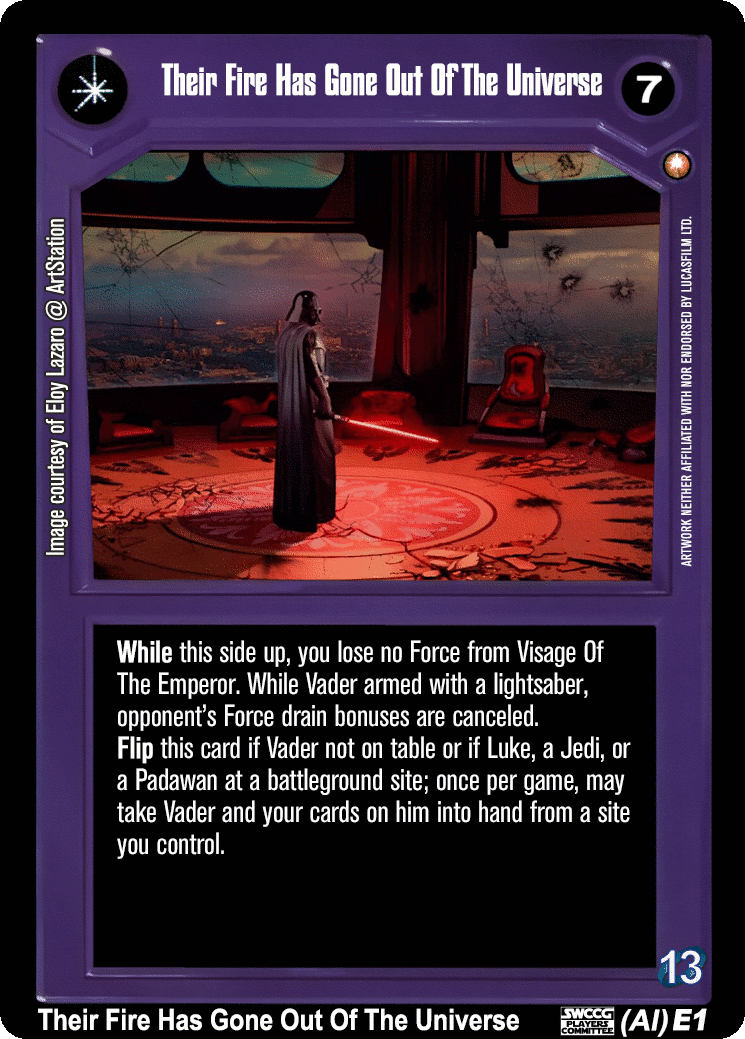 Their Fire Has Gone Out Of The Universe
7
Image courtesy of Eloy Lazaro @ ArtStation
ARTWORK NEITHER AFFILIATED WITH NOR ENDORSED BY LUCASFILM LTD.
While this side up, you lose no Force from Visage Of
The Emperor. While Vader armed with a lightsaber,
opponent's Force drain bonuses are canceled.
Flip this card if Vader not on table or if Luke, a Jedi, or
a Padawan at a battleground site; once per game, may
take Vader and your cards on him into hand from a site
you control.
13
Their Fire Has Gone Out Of The Universe
SWCCG
PLAYERS
COMMITTEE
(AI) E1